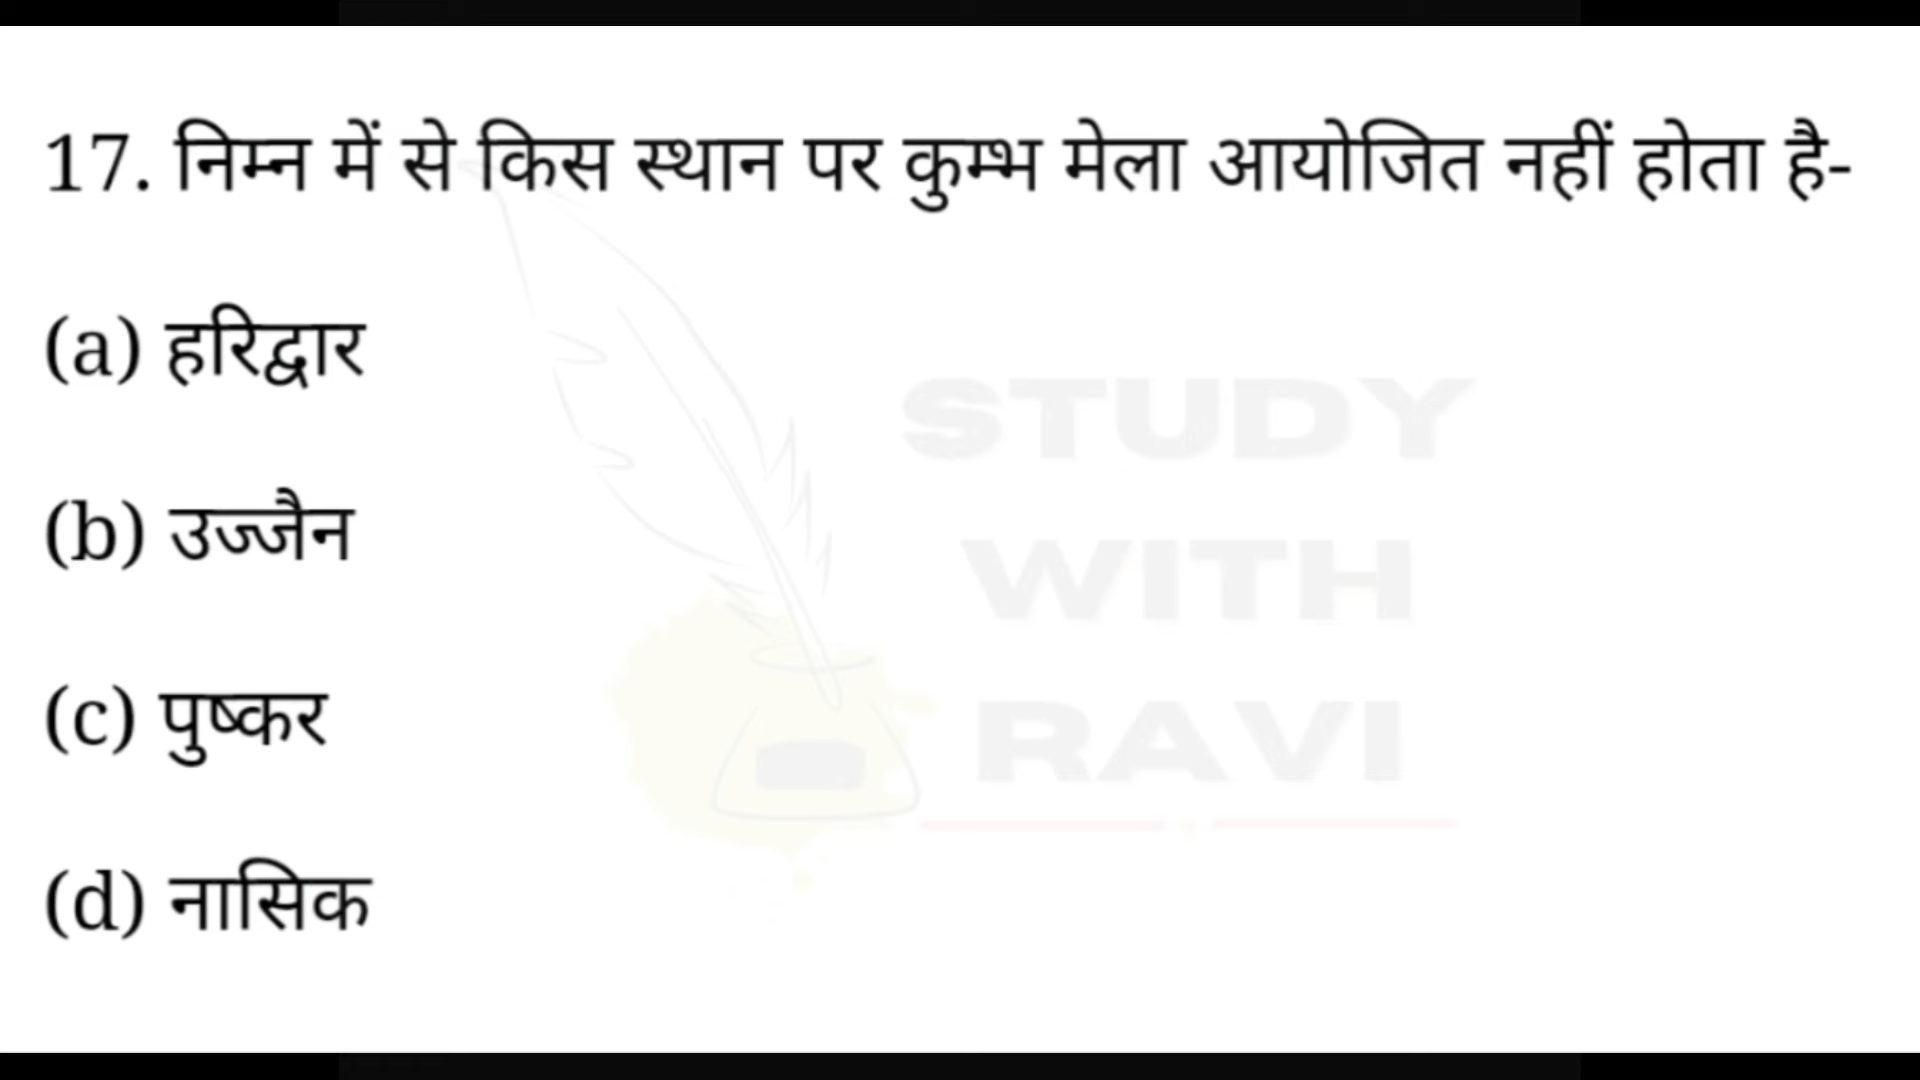 17. निम्न में से किस स्थान पर कुम्भ मेला आयोजित नहीं होता है-
(a) हरिद्वार
(b) उज्जैन
(c) पुष्कर
(d) नासिक
STUDY
WITH
RAVI